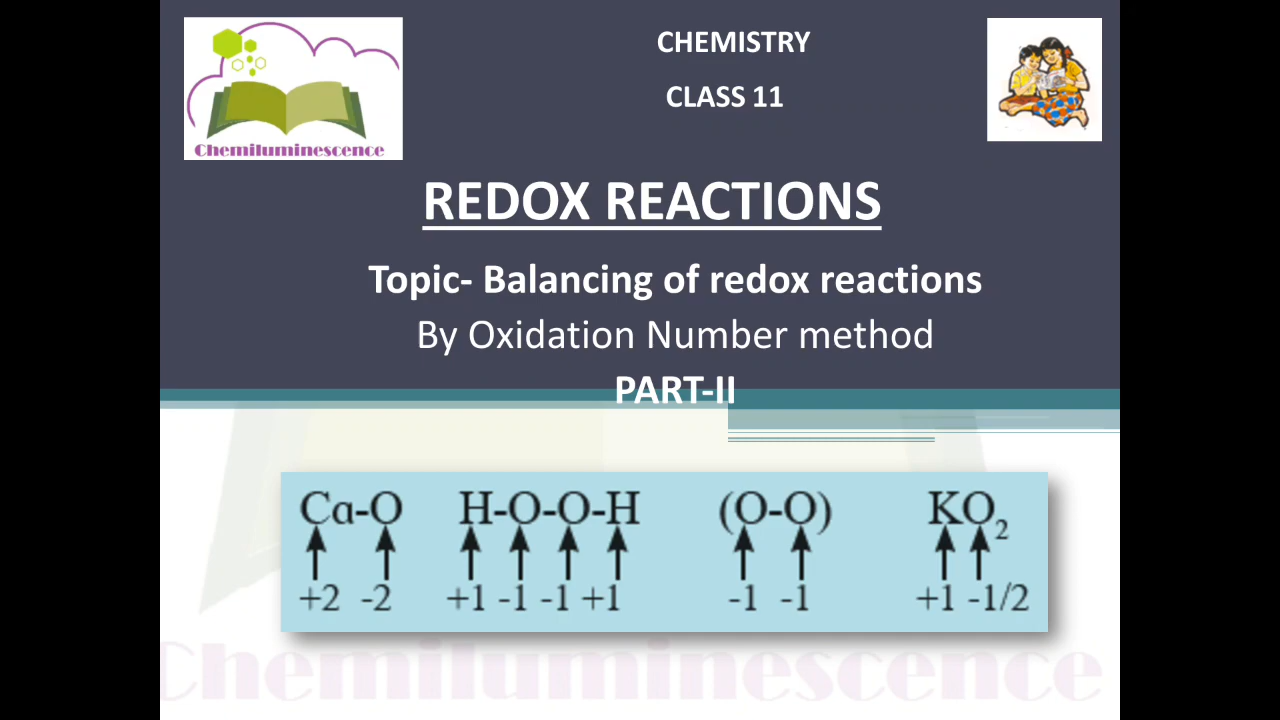 CHEMISTRY
CLASS 11
Chemiluminescence
REDOX REACTIONS
Topic- Balancing of redox reactions
By Oxidation Number method
PART-II
Ca-O H-O-O-H (O-O) KO2
+2 -2 +1 -1 -1 +1 -1 -1 +1 -1/2
Chemiluminescence